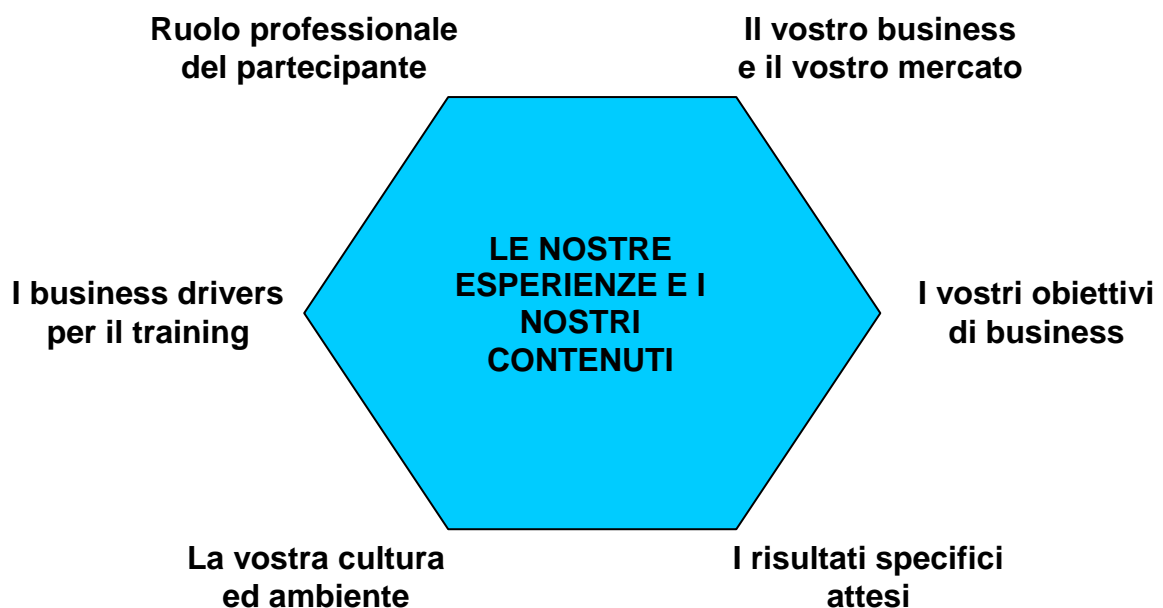 Ruolo professionale
del partecipante
Il vostro business
e il vostro mercato
LE NOSTRE
ESPERIENZE E I
NOSTRI
CONTENUTI
I business drivers
per il training
I vostri obiettivi
di business
La vostra cultura
ed ambiente
I risultati specifici
attesi